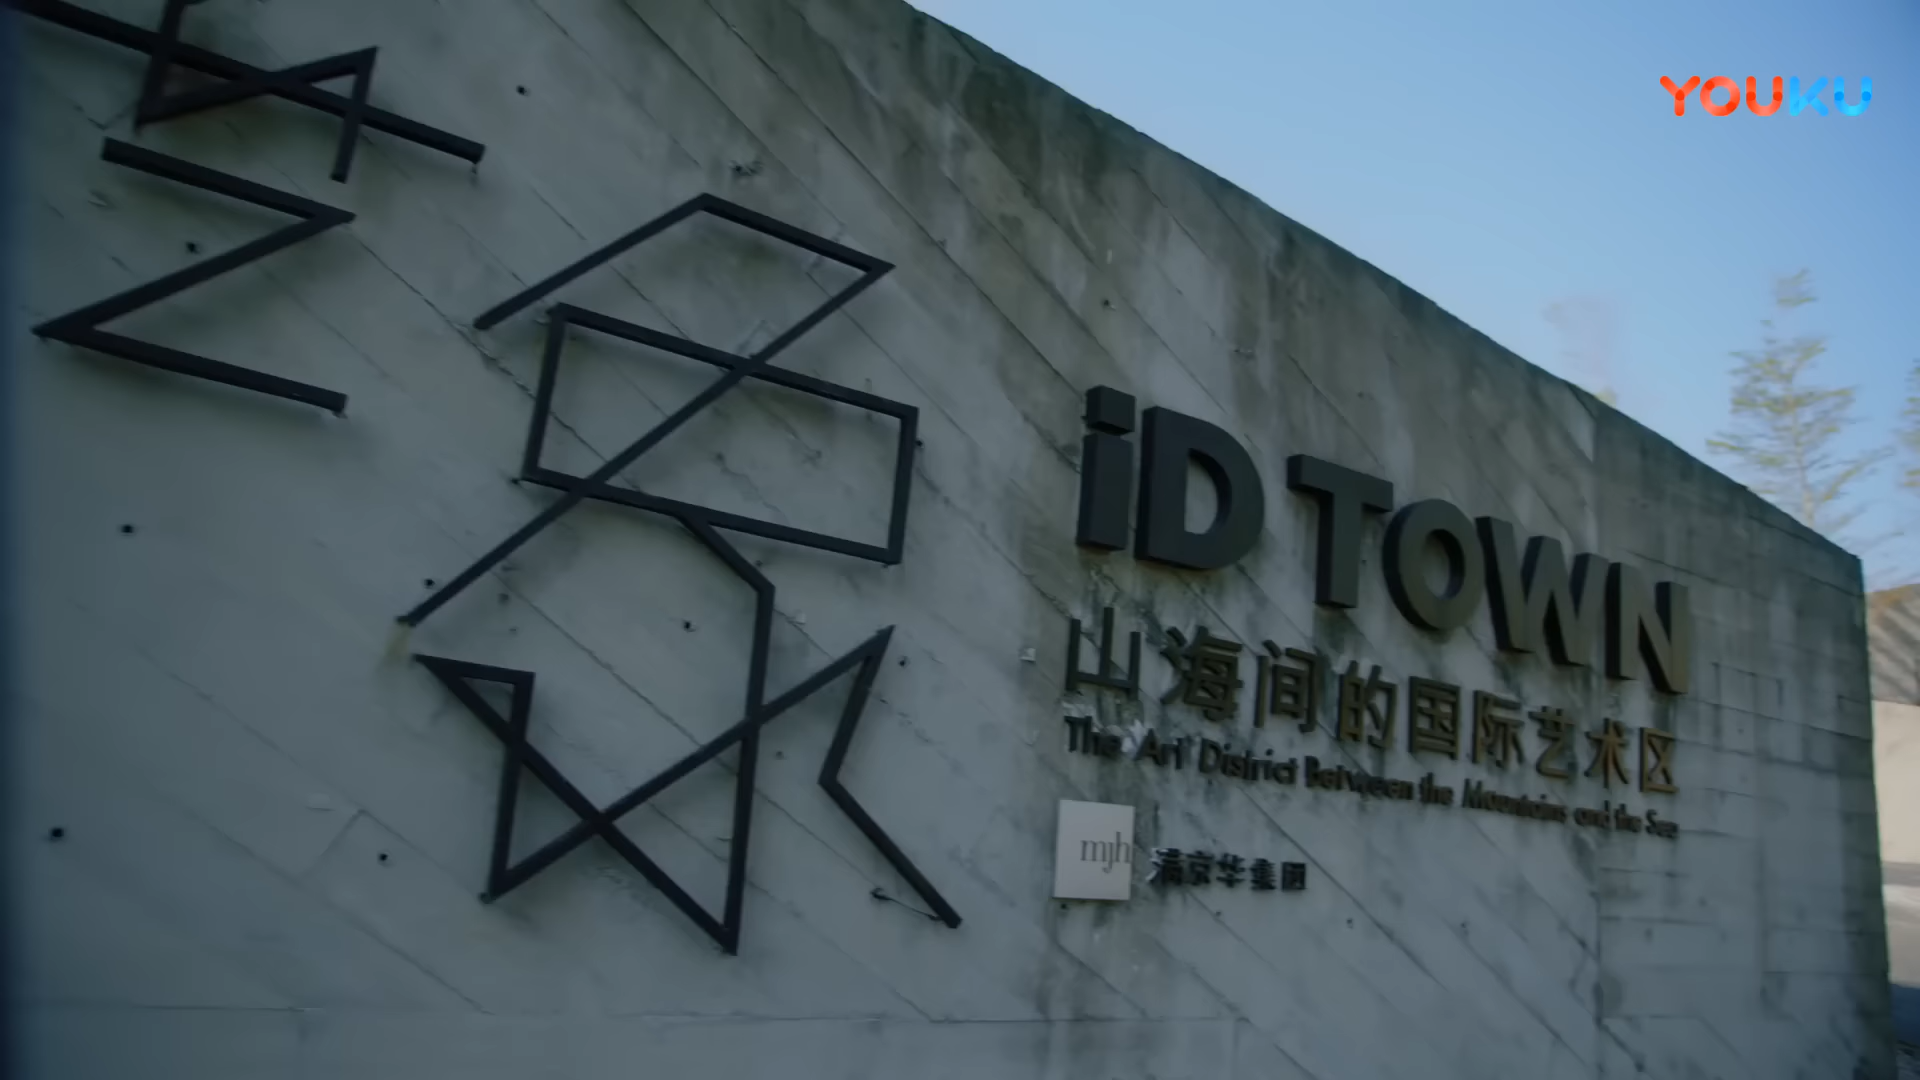 YOUKU
iD TOWN
山海间的国际艺术区
The Art District Between the Mountains and the Sea
mjh
满京华集团